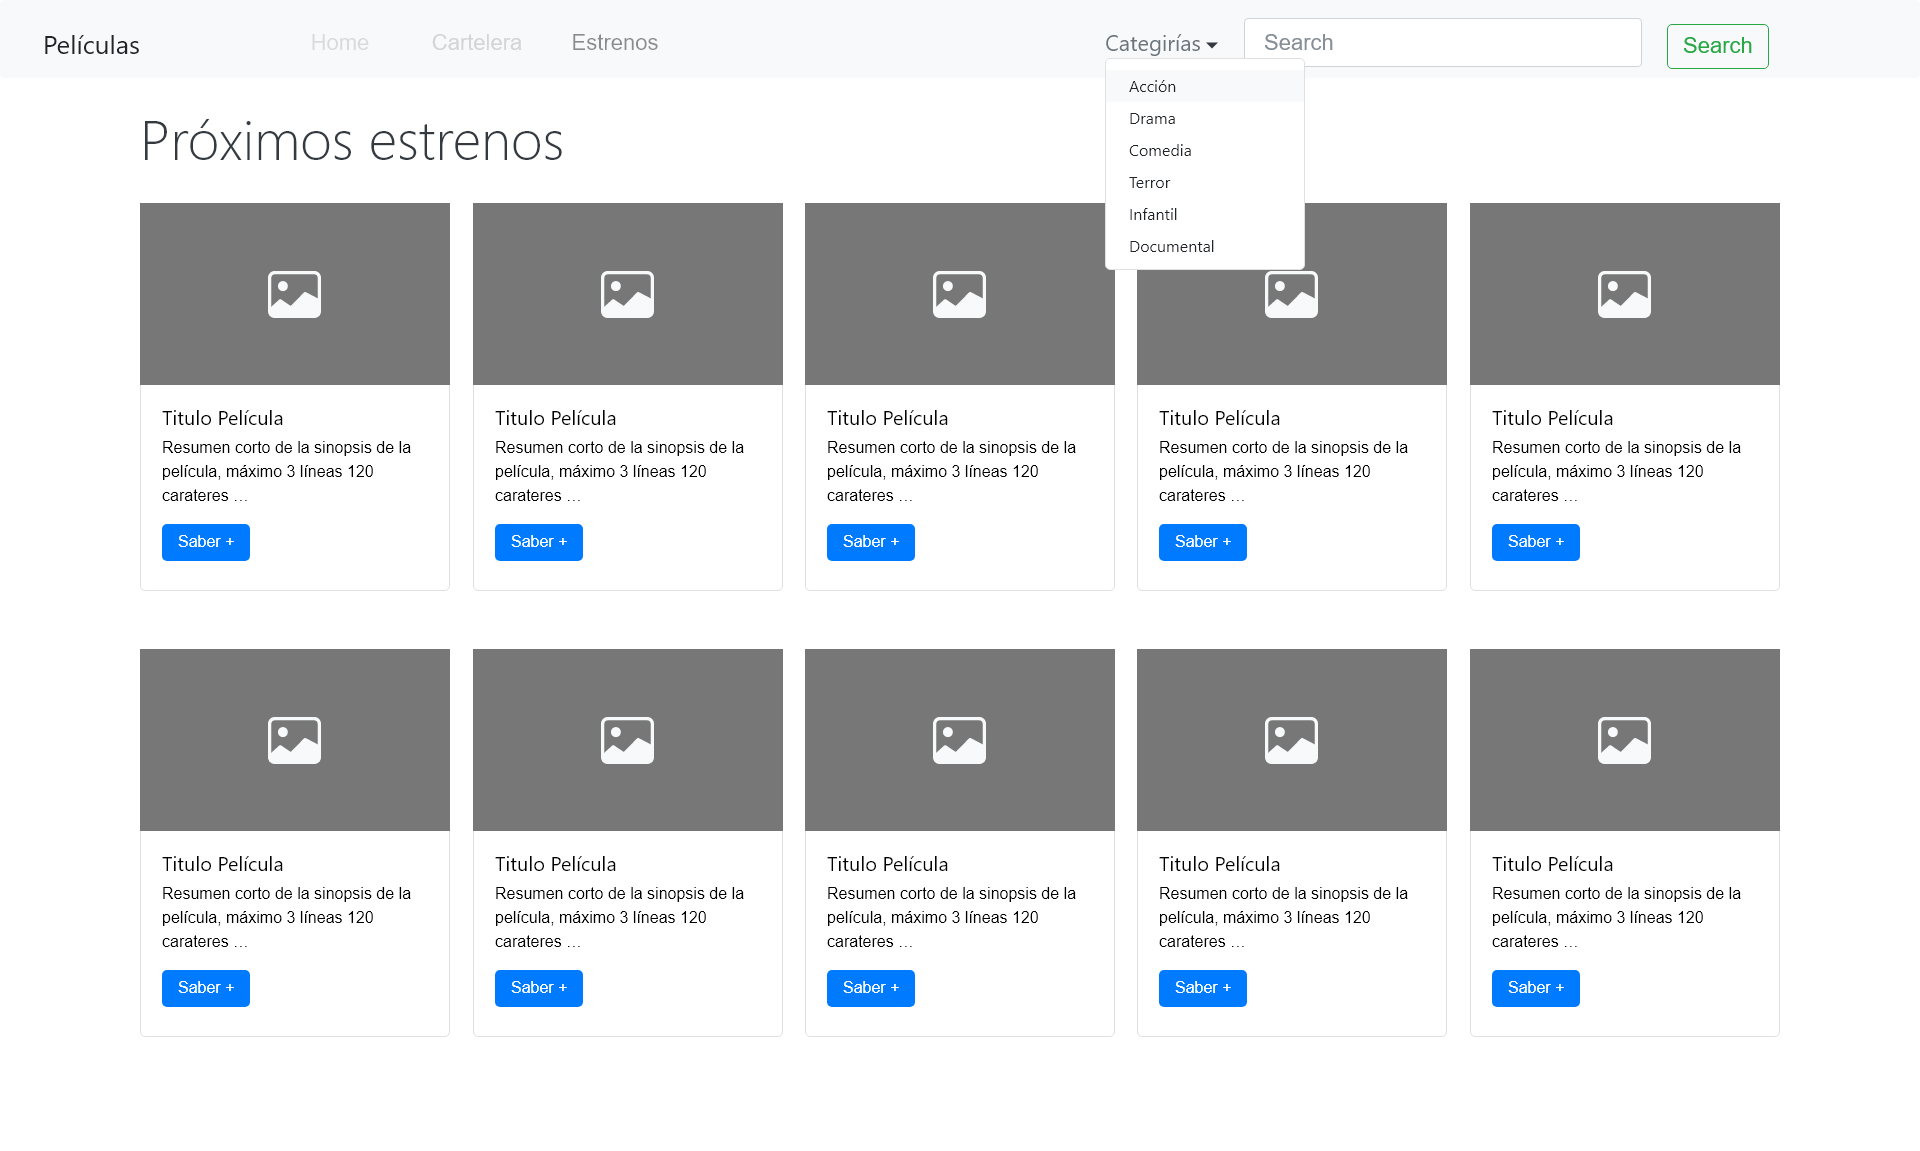 Películas
Home
Cartelera
Estrenos
Categirías
Search
Search
Acción
Drama
Comedia
Terror
Infantil
Documental
Próximos estrenos
Titulo Película
Resumen corto de la sinopsis de la
película, máximo 3 líneas 120
carateres ...
Saber +
Titulo Película
Resumen corto de la sinopsis de la
película, máximo 3 líneas 120
carateres ...
Saber +
Titulo Película
Resumen corto de la sinopsis de la
película, máximo 3 líneas 120
carateres ...
Saber +
Titulo Película
Resumen corto de la sinopsis de la
película, máximo 3 líneas 120
carateres ...
Saber +
Titulo Película
Resumen corto de la sinopsis de la
película, máximo 3 líneas 120
carateres ...
Saber +
Titulo Película
Resumen corto de la sinopsis de la
película, máximo 3 líneas 120
carateres ...
Saber +
Titulo Película
Resumen corto de la sinopsis de la
película, máximo 3 líneas 120
carateres ...
Saber +
Titulo Película
Resumen corto de la sinopsis de la
película, máximo 3 líneas 120
carateres ...
Saber +
Titulo Película
Resumen corto de la sinopsis de la
película, máximo 3 líneas 120
carateres ...
Saber +
Titulo Película
Resumen corto de la sinopsis de la
película, máximo 3 líneas 120
carateres ...
Saber +